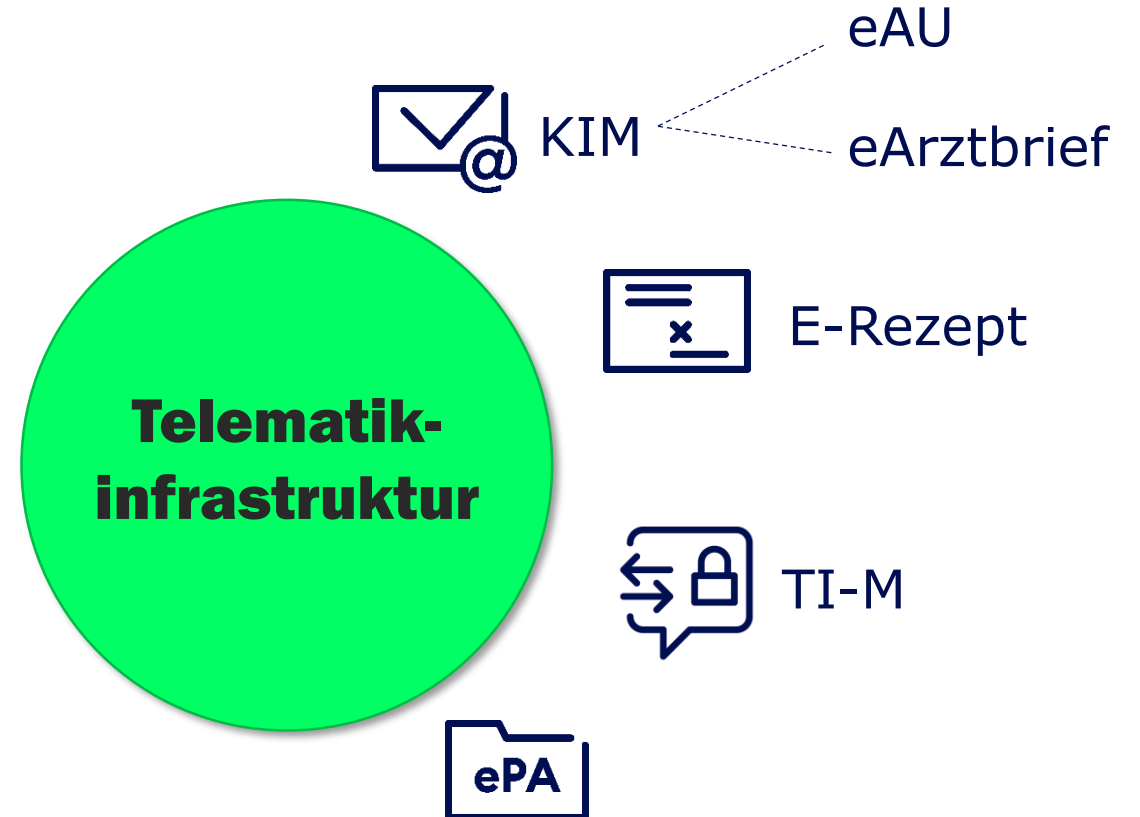 eAU
@ KIM
eArztbrief
E-Rezept
Telematik-
infrastruktur
TI-M
ePA